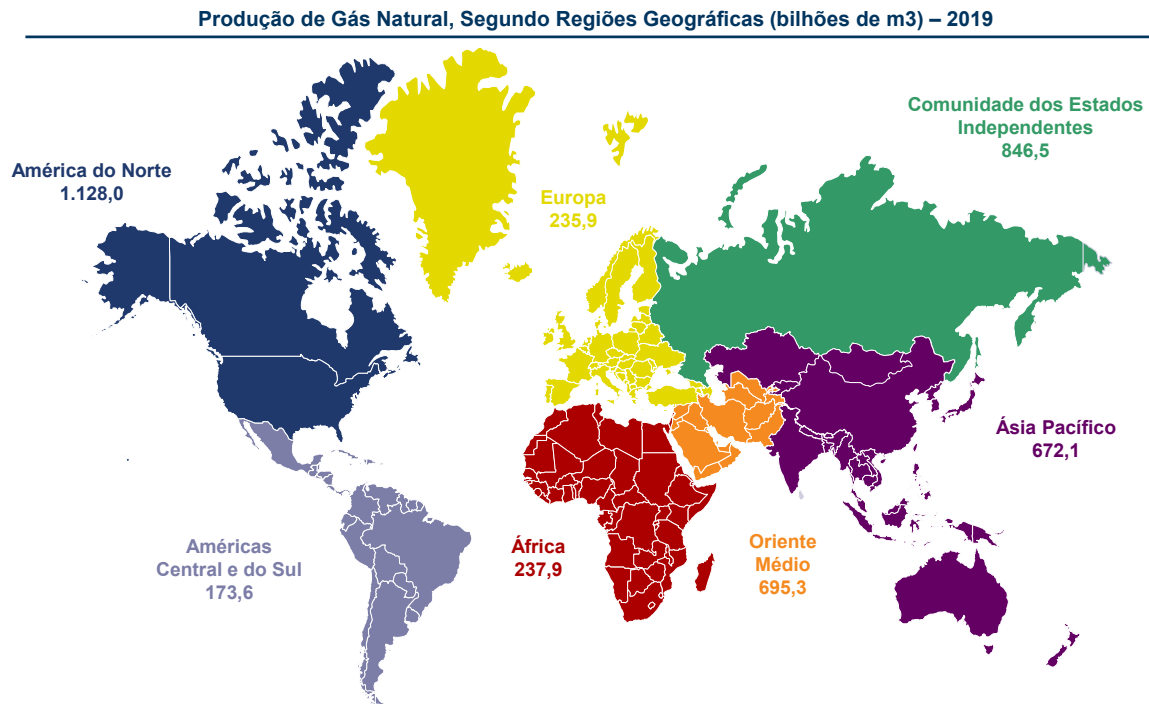 Produção de Gás Natural, Segundo Regiões Geográficas (bilhões de m3) – 2019
Comunidade dos Estados
Independentes
846,5
América do Norte
1.128,0
Europa
235,9
Ásia Pacífico
672,1
Américas
Central e do Sul
173,6
África
237,9
Oriente
Médio
695,3